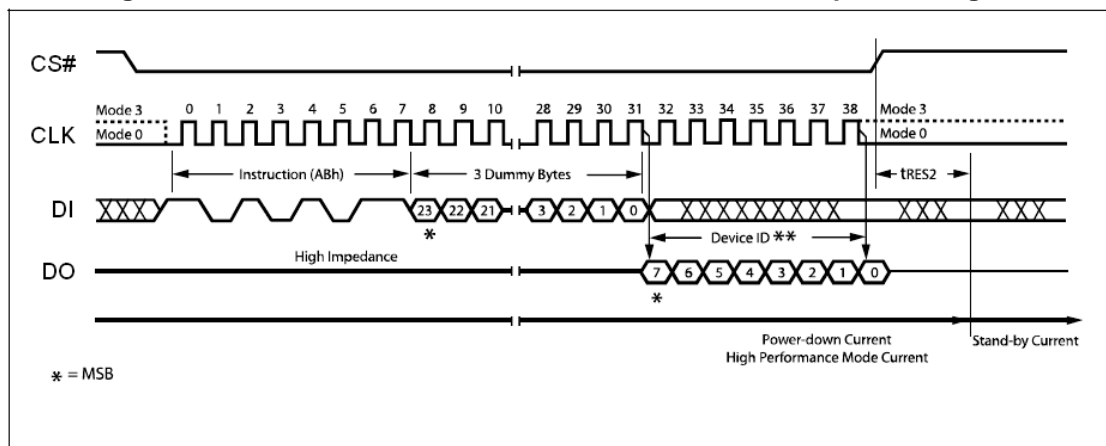 CS#
Mode 3 0 1 2 3 4 5 6 7 8 9 10 28 29 30 31 32 33 34 35 36 37 38 Mode 3
CLK Mode 0 Mode 0
Instruction (ABh) 3 Dummy Bytes tRES2
DI 23 22 21 3 2 1 0
* Device ID **
High Impedance
DO 7 6 5 4 3 2 1 0
*
Power-down Current Stand-by Current
High Performance Mode Current
* = MSB